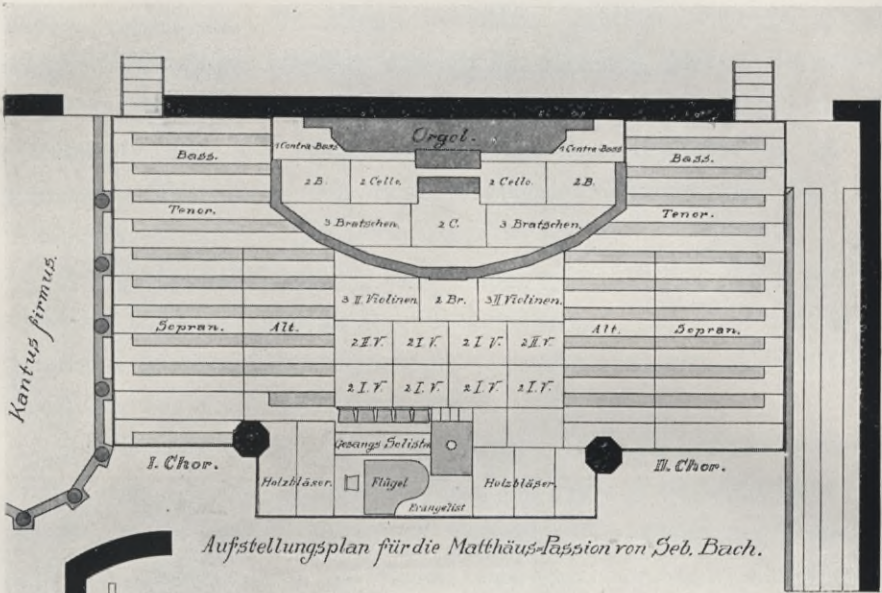 Orgel.
1 Contra-Bass
1 Contra-Bass
Bass.
Bass.
2 B.
2 Cello.
2 Cello.
2 B.
Tenor.
Tenor.
3 Bratschen.
2 C.
3 Bratschen.
Kantus firmus.
3 II Violinen.
2 Br.
3 II Violinen.
Sopran.
Alt.
Alt.
Sopran.
2 II. V.
2 I. V.
2 I. V.
2 II. V.
2 I. V.
2 I. V.
2 I. V.
2 I. V.
Gesangs Solisten
I. Chor.
II. Chor.
Holzbläser.
Flügel
Holzbläser.
Evangelist
Aufstellungsplan für die Matthäus-Passion von Seb. Bach.